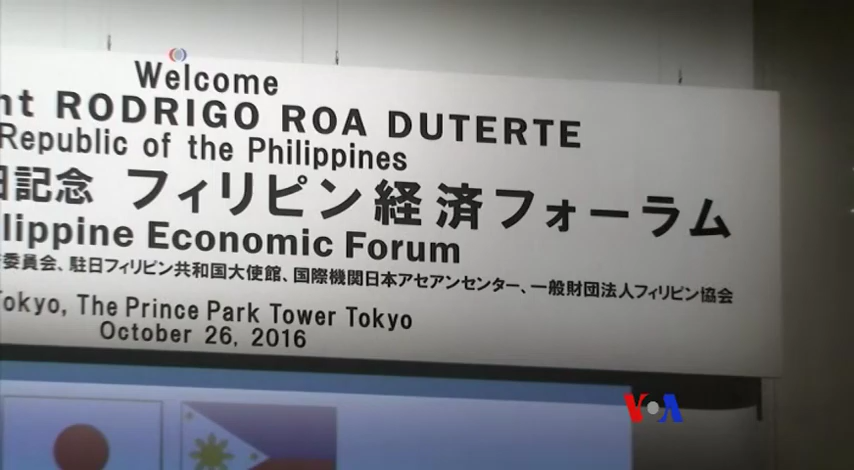 Welcome
nt RODRIGO ROA DUTERTE
Republic of the Philippines
日記念 フィリピン経済フォーラム
lippine Economic Forum
委員会、駐日フィリピン共和国大使館、国際機関日本アセアンセンター、一般財団法人フィリピン協会
Tokyo, The Prince Park Tower Tokyo
October 26, 2016
VOA